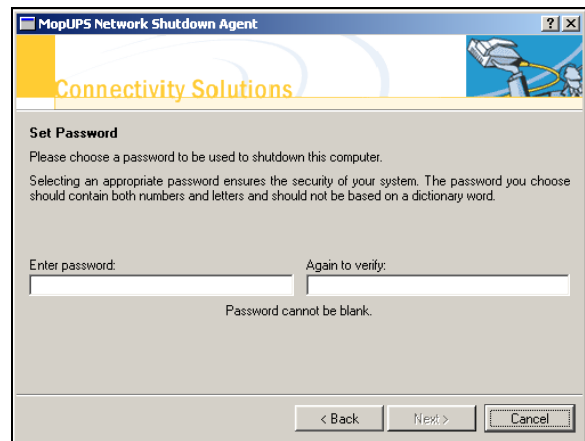 MopUPS Network Shutdown Agent
Connectivity Solutions
Set Password
Please choose a password to be used to shutdown this computer.
Selecting an appropriate password ensures the security of your system. The password you choose
should contain both numbers and letters and should not be based on a dictionary word.
Enter password: Again to verify:
Password cannot be blank.
< Back Next > Cancel